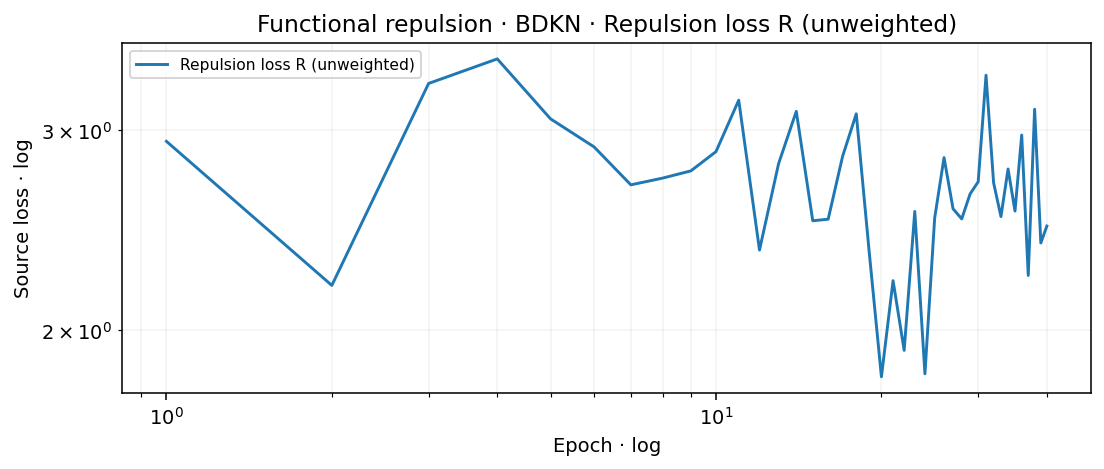 Functional repulsion · BDKN · Repulsion loss R (unweighted)
Repulsion loss R (unweighted)
Source loss · log
3 × 10⁰
2 × 10⁰
10⁰
10¹
Epoch · log